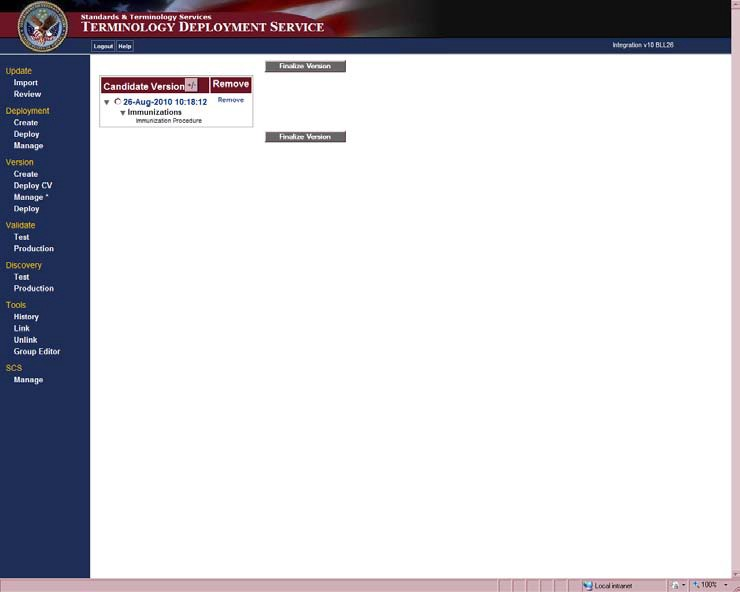 Standards & Terminology Services
TERMINOLOGY DEPLOYMENT SERVICE
Logout Help
Integration v10 BLL26
Update
Import
Review
Deployment
Create
Deploy
Manage
Version
Create
Deploy CV
Manage *
Deploy
Validate
Test
Production
Discovery
Test
Production
Tools
History
Link
Unlink
Group Editor
SCS
Manage
Finalize Version
Candidate Version +/- Remove
26-Aug-2010 10:18:12 Remove
Immunizations
Immunization Procedure
Finalize Version
Local intranet
100%